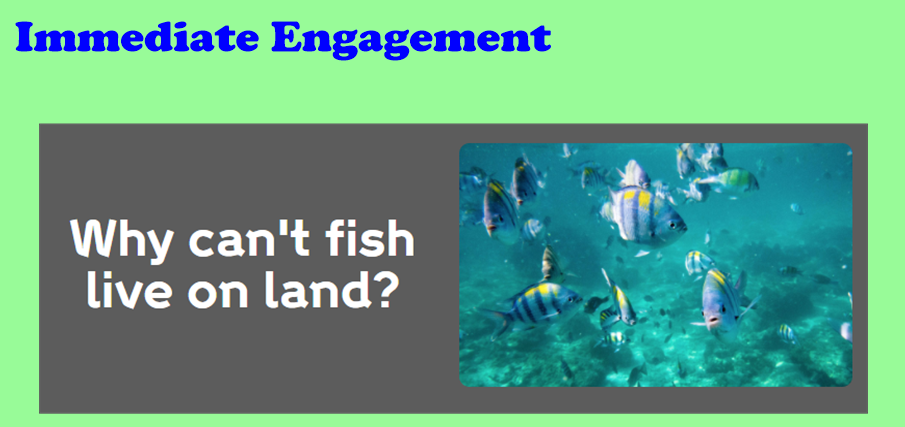 Immediate Engagement
Why can't fish
live on land?